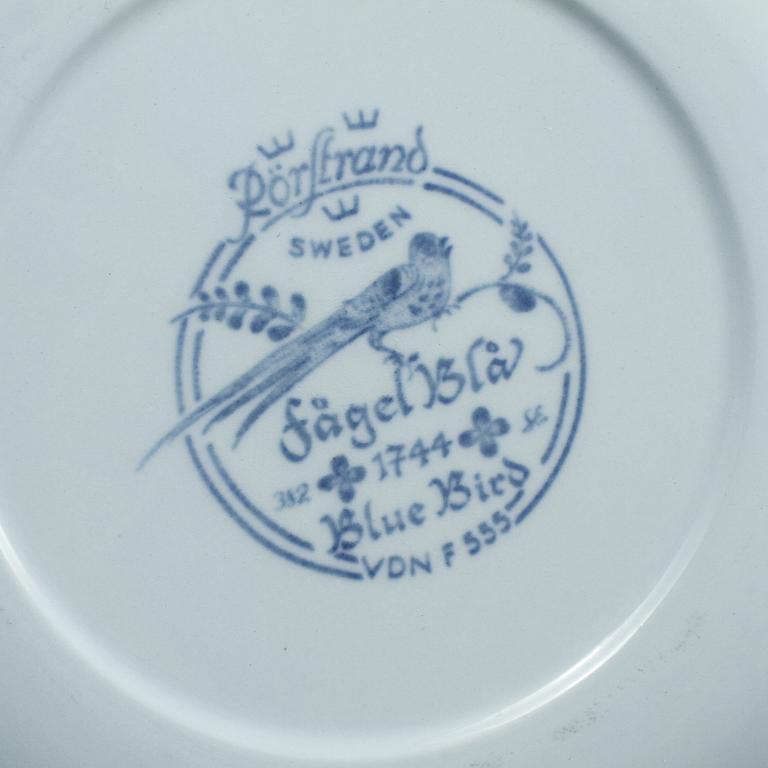 Rörstrand
SWEDEN
Fågel Blå
382 1744
Blue Bird
VDN F 555